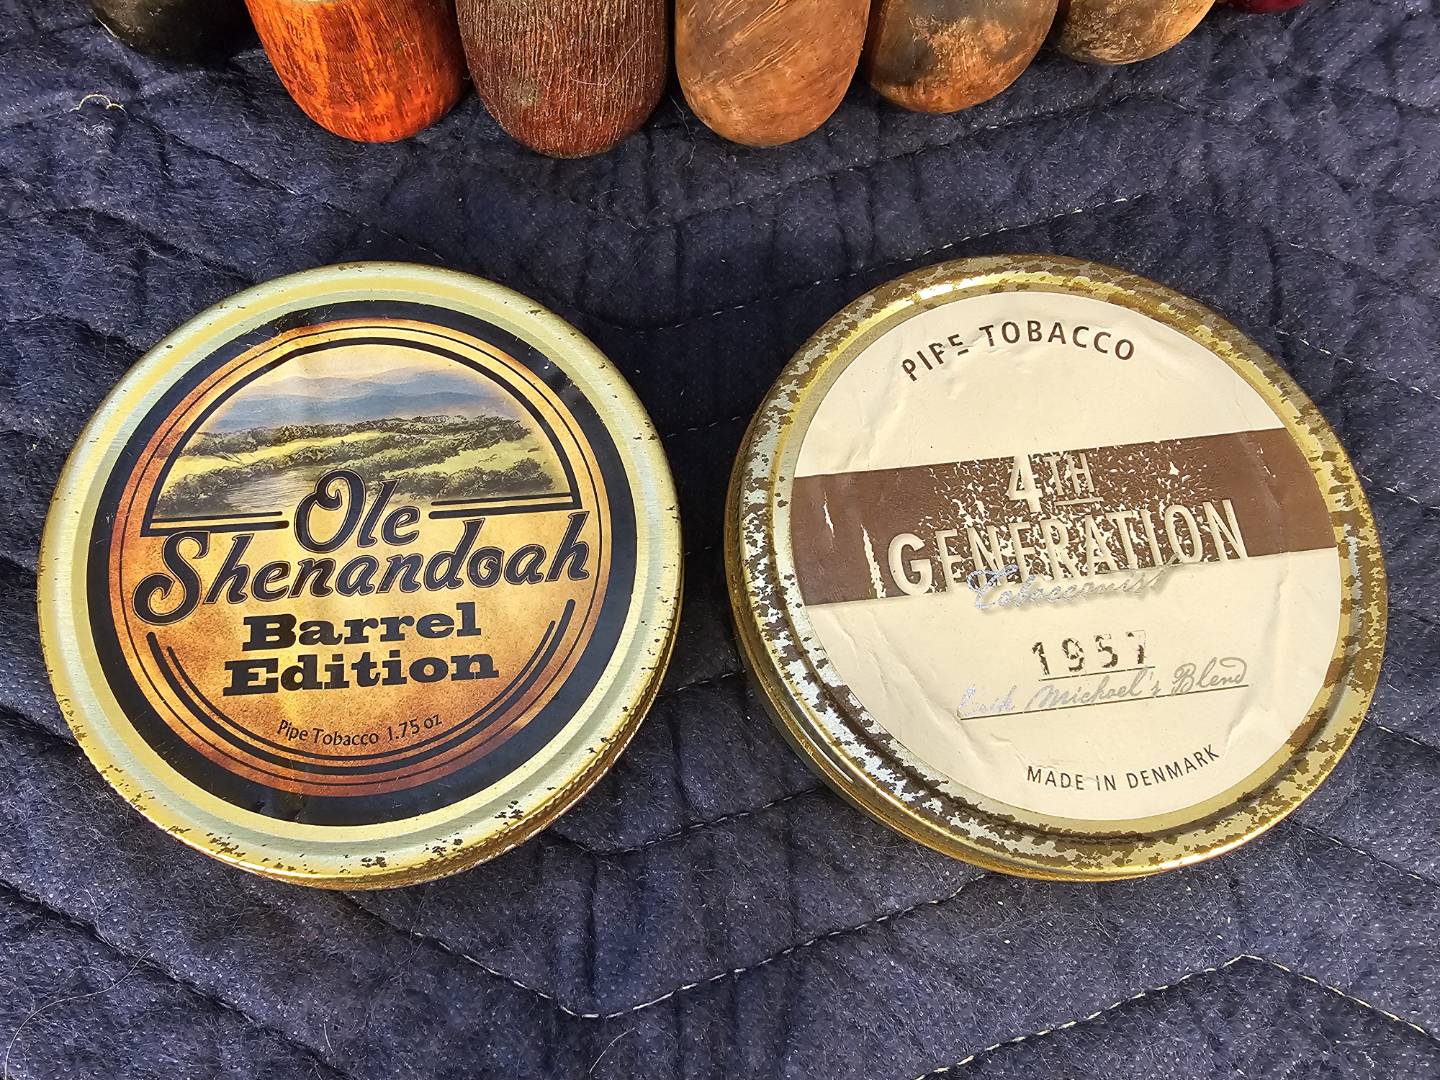 Ole
Shenandoah
Barrel
Edition
Pipe Tobacco 1.75 oz
PIPE TOBACCO
4TH
GENERATION
Tobacconist
1957
Erik Michael's Blend
MADE IN DENMARK